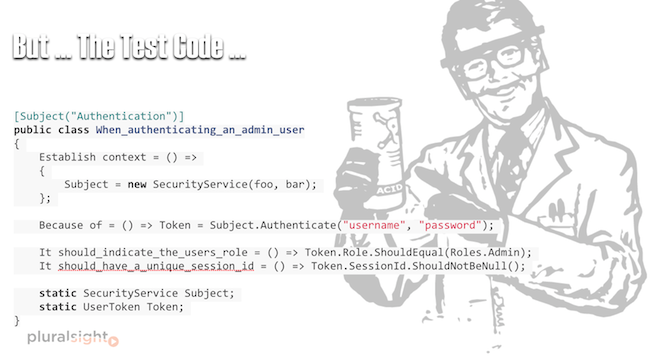 But ... The Test Code ...
[Subject("Authentication")]
public class When_authenticating_an_admin_user
{
    Establish context = () =>
    {
        Subject = new SecurityService(foo, bar);
    };
    Because of = () => Token = Subject.Authenticate("username", "password");
    It should_indicate_the_users_role = () => Token.Role.ShouldEqual(Roles.Admin);
    It should_have_a_unique_session_id = () => Token.SessionId.ShouldNotBeNull();
    static SecurityService Subject;
    static UserToken Token;
}
ACID
pluralsight